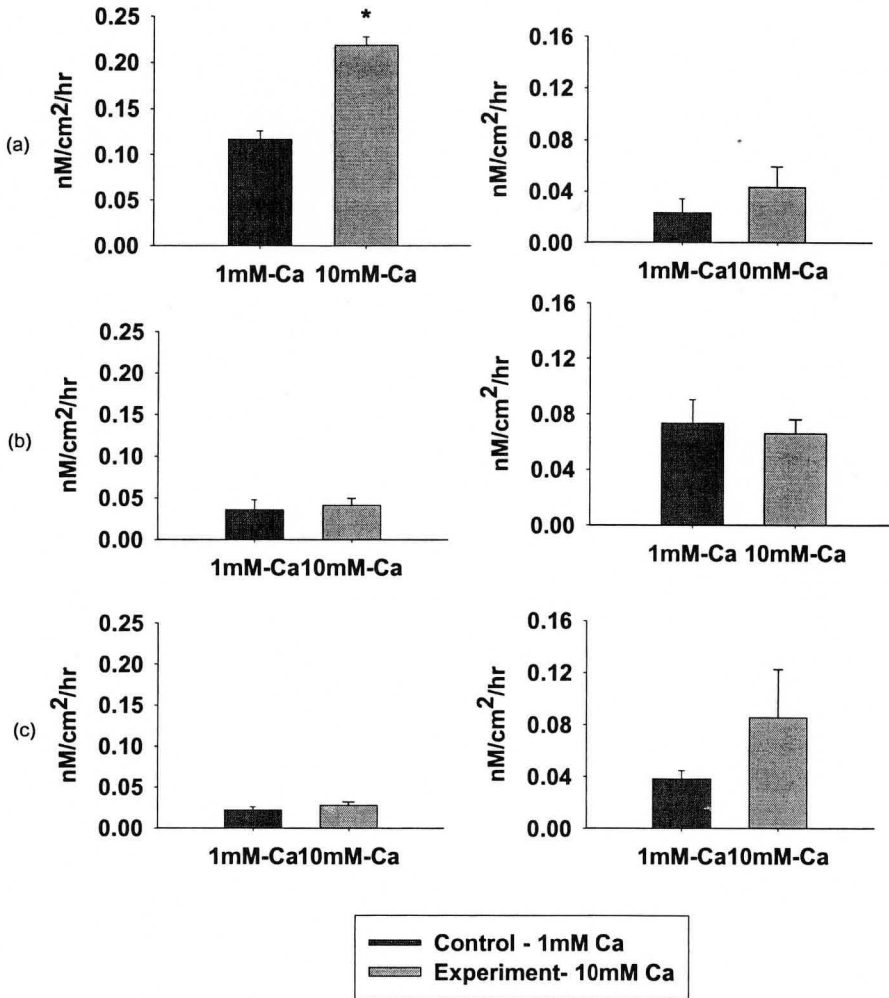 *
0.25
0.20
0.15
0.10
0.05
0.00
nM/cm2/hr
(a)
1mM-Ca 10mM-Ca
0.16
0.12
0.08
0.04
0.00
nM/cm2/hr
1mM-Ca10mM-Ca
0.25
0.20
0.15
0.10
0.05
0.00
nM/cm2/hr
(b)
1mM-Ca10mM-Ca
0.16
0.12
0.08
0.04
0.00
nM/cm2/hr
1mM-Ca 10mM-Ca
0.25
0.20
0.15
0.10
0.05
0.00
nM/cm2/hr
(c)
1mM-Ca10mM-Ca
0.16
0.12
0.08
0.04
0.00
nM/cm2/hr
1mM-Ca10mM-Ca
Control - 1mM Ca
Experiment- 10mM Ca